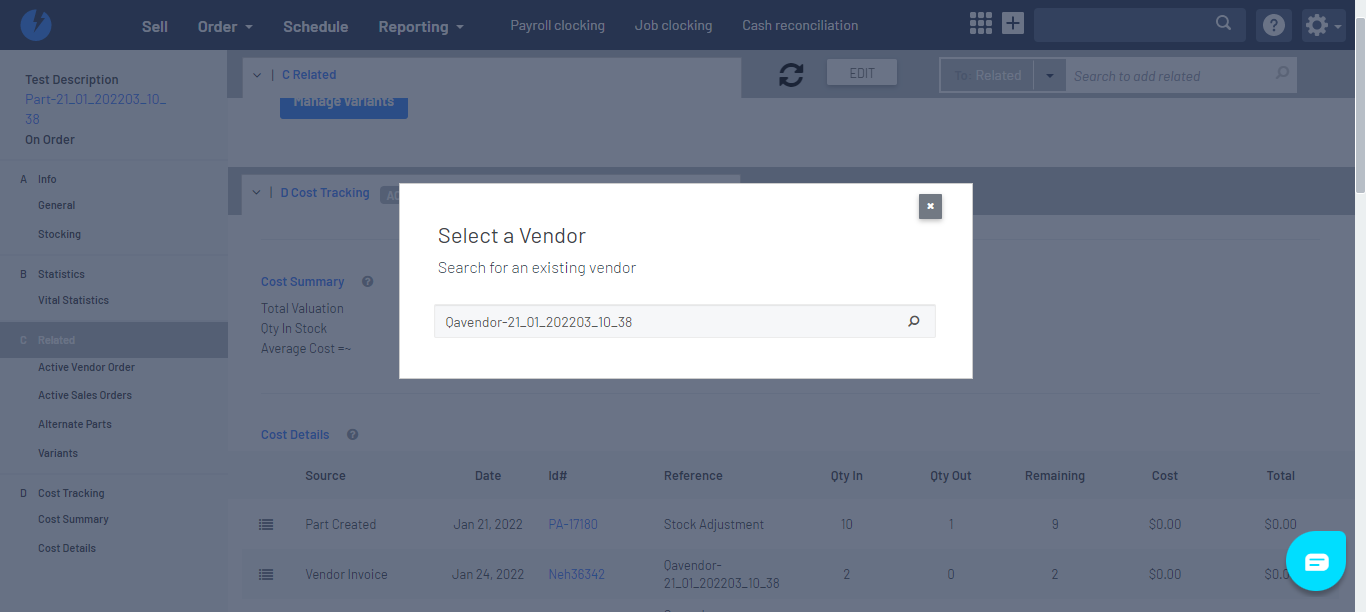 Sell
Order
Schedule
Reporting
Payroll clocking
Job clocking
Cash reconciliation
Test Description
Part-21_01_202203_10_
38
On Order
A Info
General
Stocking
B Statistics
Vital Statistics
C Related
Active Vendor Order
Active Sales Orders
Alternate Parts
Variants
D Cost Tracking
Cost Summary
Cost Details
C Related
EDIT
To: Related
Search to add related
Manage Variants
D Cost Tracking
Select a Vendor
Search for an existing vendor
Qavendor-21_01_202203_10_38
Cost Summary
Total Valuation
Qty In Stock
Average Cost =~
Cost Details
Source Date Id# Reference Qty In Qty Out Remaining Cost Total
Part Created Jan 21, 2022 PA-17180 Stock Adjustment 10 1 9 $0.00 $0.00
Vendor Invoice Jan 24, 2022 Neh36342 Qavendor-
21_01_202203_10_38 2 0 2 $0.00